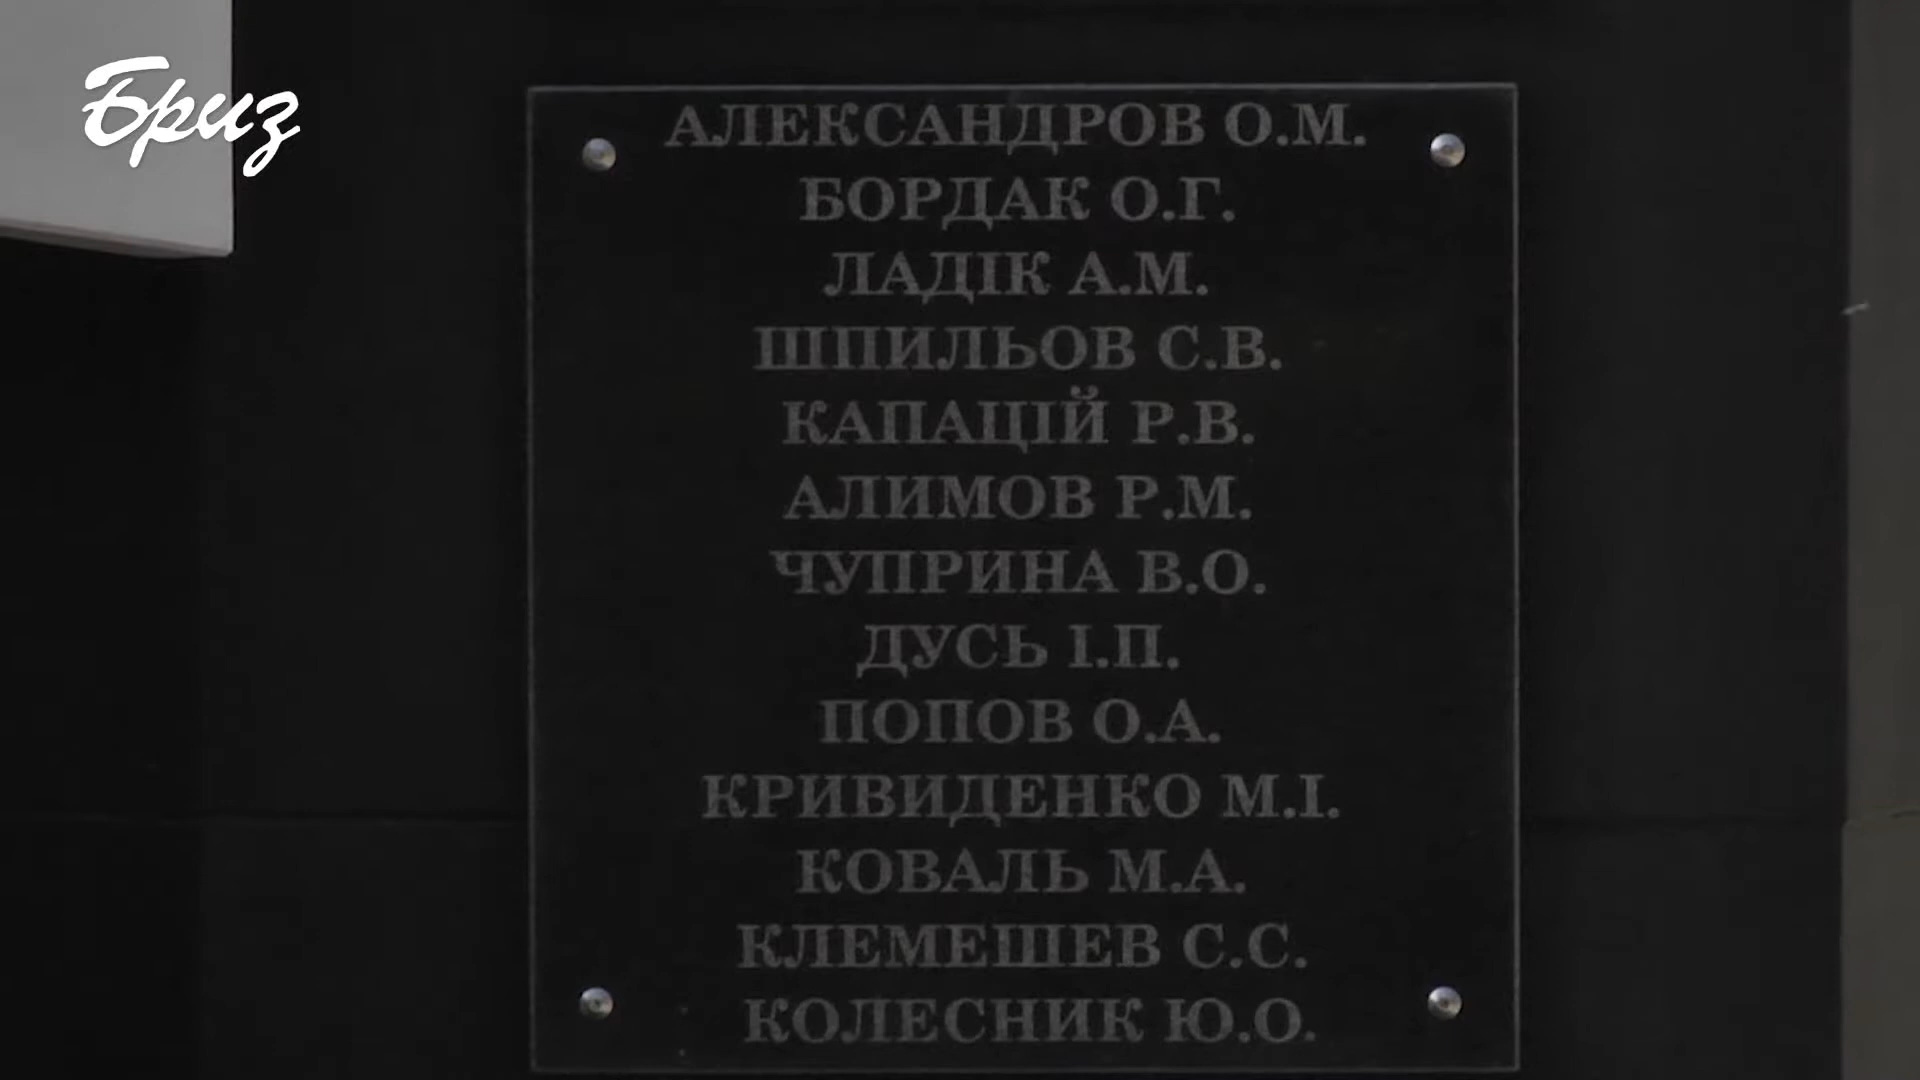 Бриз
АЛЕКСАНДРОВ О.М.
БОРДАК О.Г.
ЛАДІК А.М.
ШПИЛЬОВ С.В.
КАПАЦІЙ Р.В.
АЛИМОВ Р.М.
ЧУПРИНА В.О.
ДУСЬ І.П.
ПОПОВ О.А.
КРИВИДЕНКО М.І.
КОВАЛЬ М.А.
КЛЕМЕШЕВ С.С.
КОЛЕСНИК Ю.О.